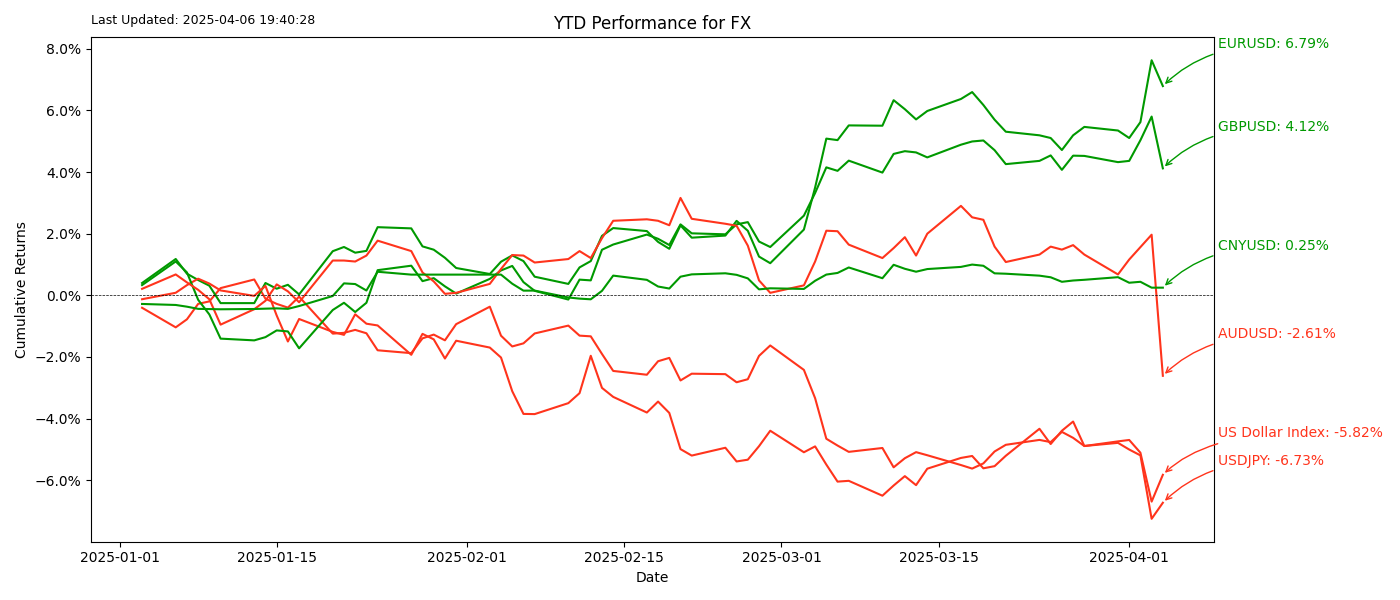 Last Updated: 2025-04-06 19:40:28
YTD Performance for FX
8.0%
6.0%
4.0%
2.0%
0.0%
−2.0%
−4.0%
−6.0%
Cumulative Returns
EURUSD: 6.79%
GBPUSD: 4.12%
CNYUSD: 0.25%
AUDUSD: -2.61%
US Dollar Index: -5.82%
USDJPY: -6.73%
2025-01-01
2025-01-15
2025-02-01
2025-02-15
2025-03-01
2025-03-15
2025-04-01
Date